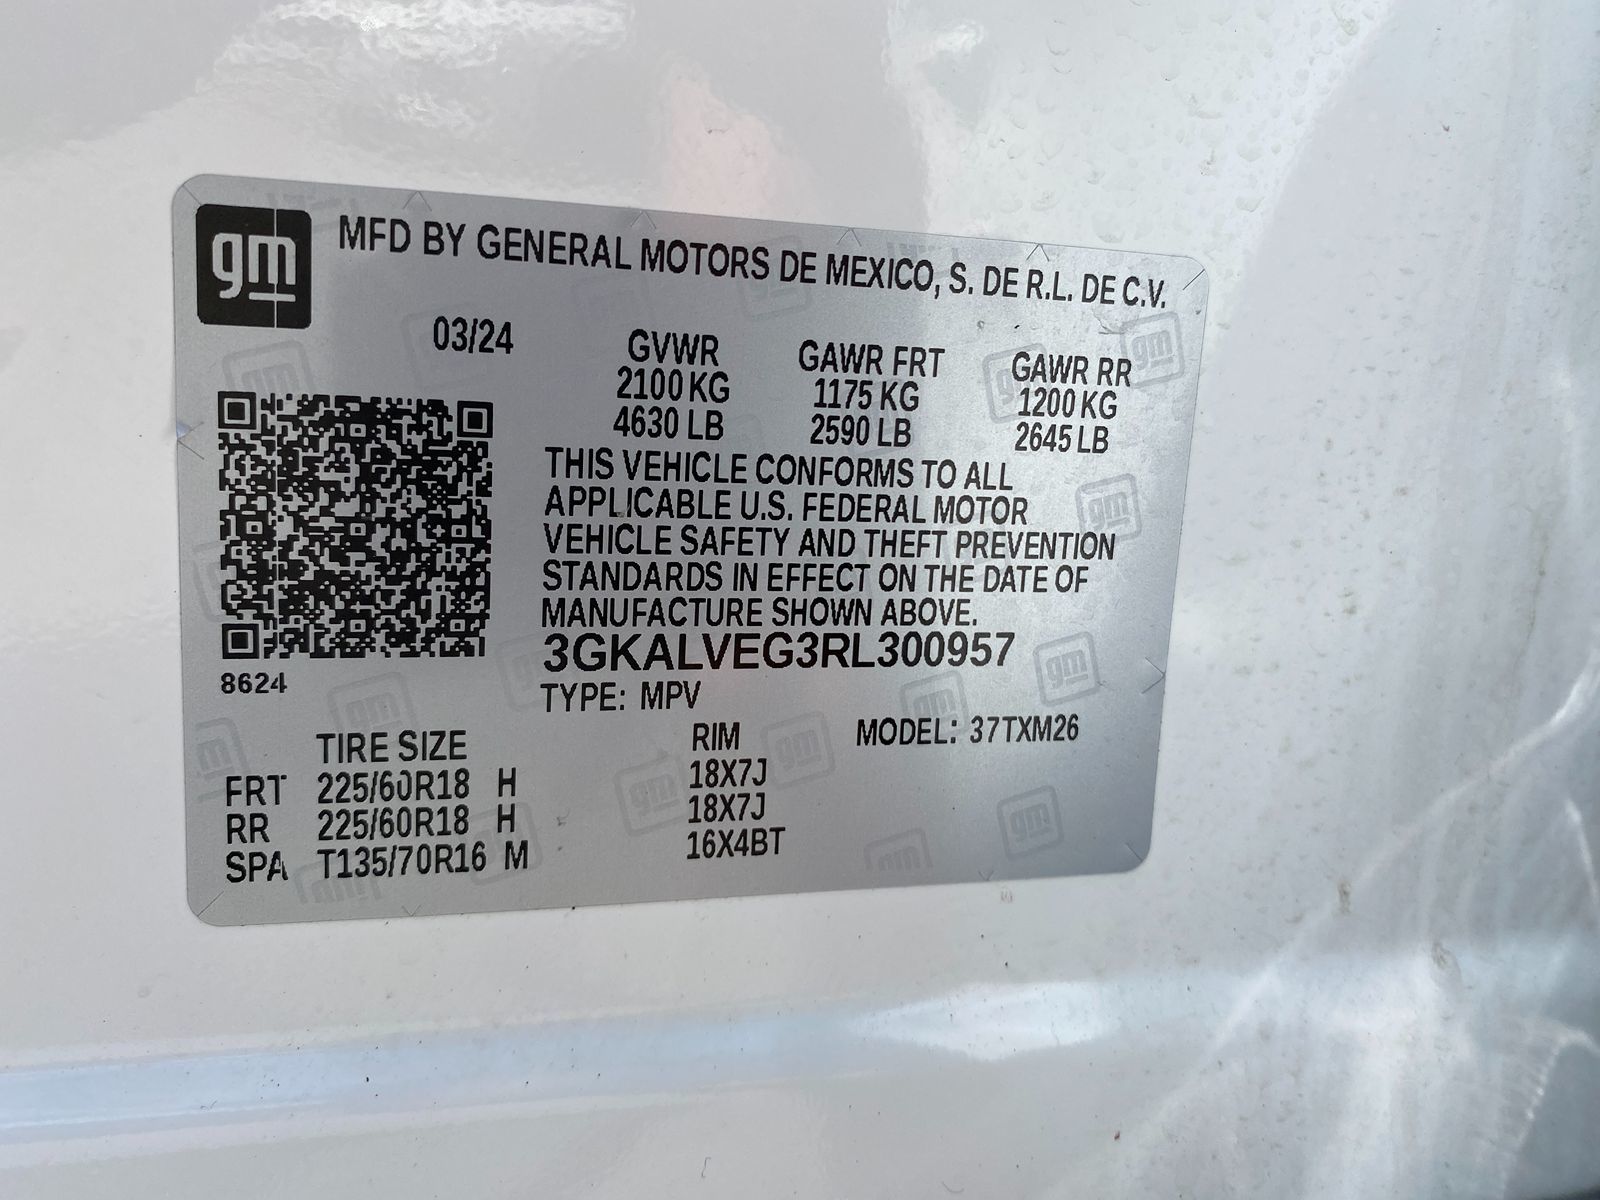 gm
MFD BY GENERAL MOTORS DE MEXICO, S. DE R.L. DE C.V.
03/24
GVWR GAWR FRT GAWR RR
2100 KG 1175 KG 1200 KG
4630 LB 2590 LB 2645 LB
THIS VEHICLE CONFORMS TO ALL
APPLICABLE U.S. FEDERAL MOTOR
VEHICLE SAFETY AND THEFT PREVENTION
STANDARDS IN EFFECT ON THE DATE OF
MANUFACTURE SHOWN ABOVE.
3GKALVEG3RL300957
8624
TYPE: MPV
TIRE SIZE RIM MODEL: 37TXM26
FRT 225/60R18 H 18X7J
RR 225/60R18 H 18X7J
SPA T135/70R16 M 16X4BT